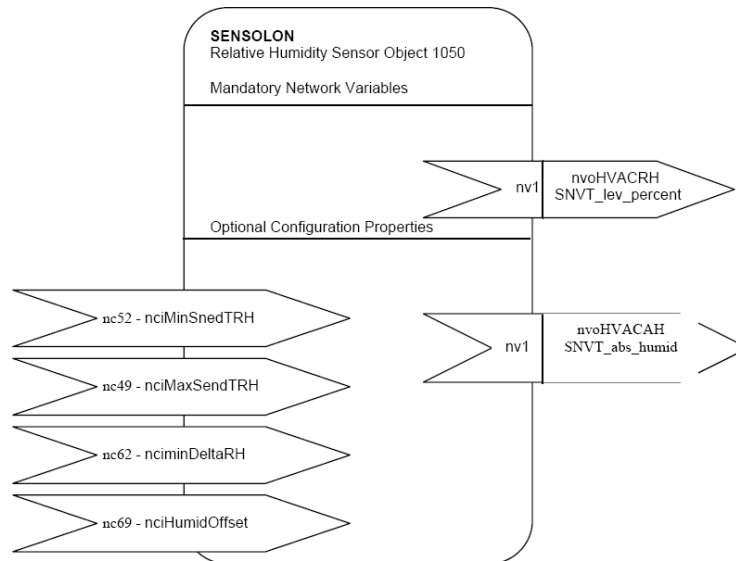 SENSOLON
Relative Humidity Sensor Object 1050
Mandatory Network Variables
nv1
nvoHVACRH
SNVT_lev_percent
Optional Configuration Properties
nc52 - nciMinSnedTRH
nv1
nvoHVACAH
SNVT_abs_humid
nc49 - nciMaxSendTRH
nc62 - nciminDeltaRH
nc69 - nciHumidOffset